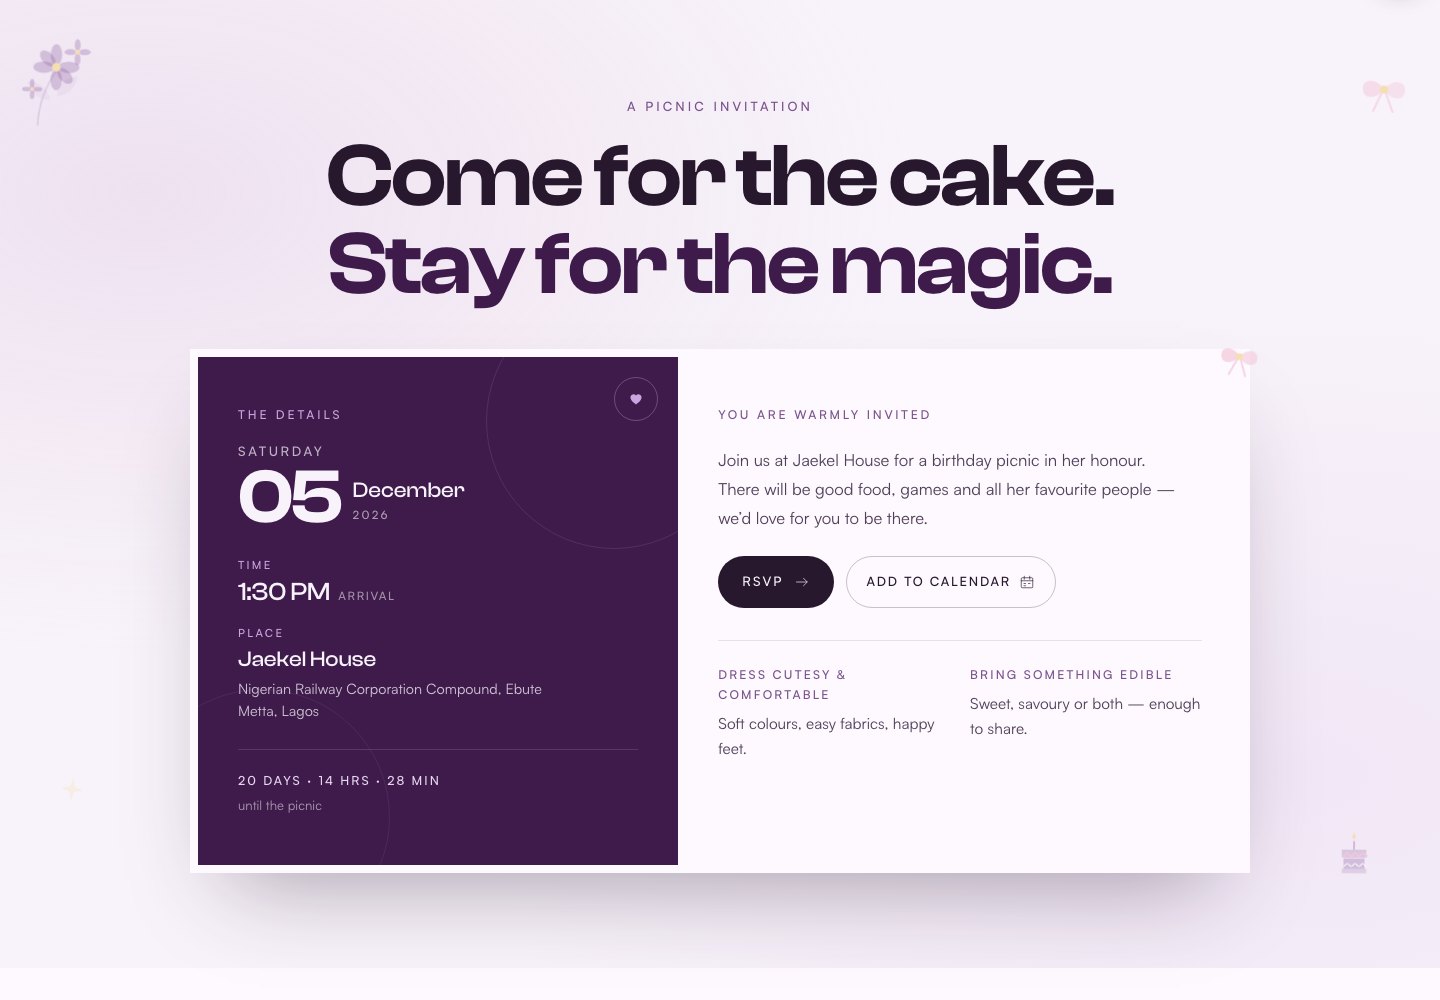 A PICNIC INVITATION
Come for the cake.
Stay for the magic.
THE DETAILS
SATURDAY
05 December
2026
TIME
1:30 PM ARRIVAL
PLACE
Jaekel House
Nigerian Railway Corporation Compound, Ebute
Metta, Lagos
20 DAYS · 14 HRS · 28 MIN
until the picnic
YOU ARE WARMLY INVITED
Join us at Jaekel House for a birthday picnic in her honour.
There will be good food, games and all her favourite people —
we’d love for you to be there.
RSVP →
ADD TO CALENDAR
DRESS CUTESY &
COMFORTABLE
Soft colours, easy fabrics, happy
feet.
BRING SOMETHING EDIBLE
Sweet, savoury or both — enough
to share.